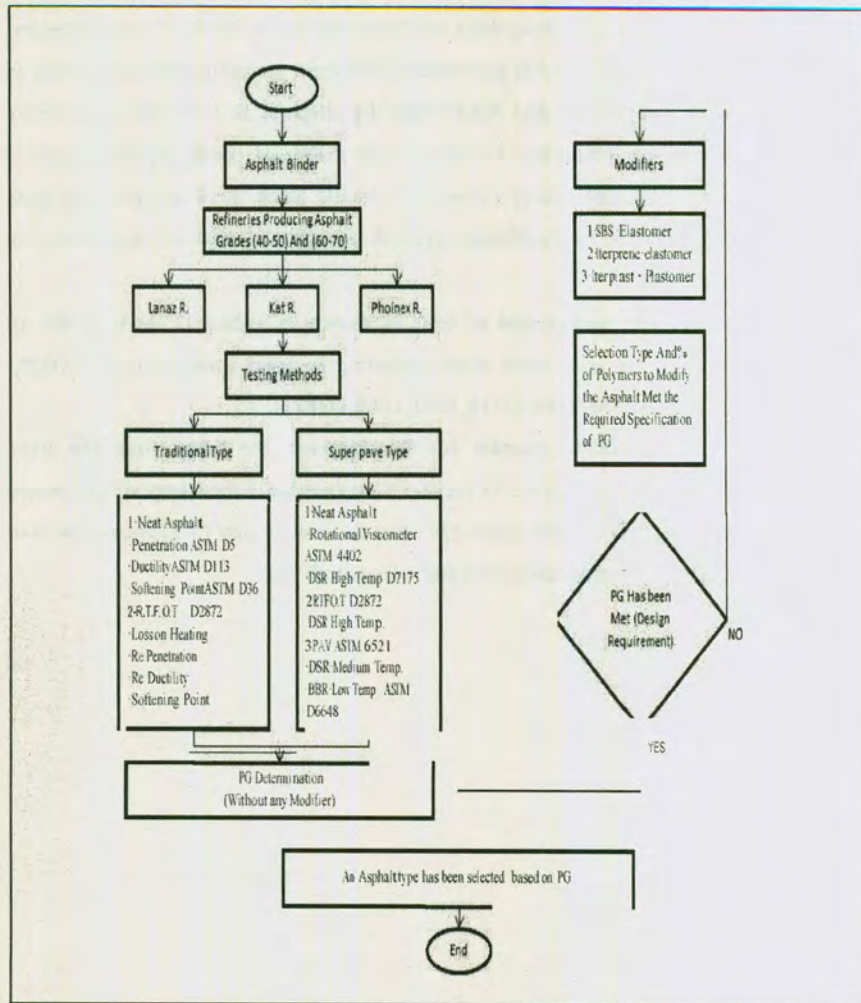 Start
Asphalt Binder
Refineries Producing Asphalt
Grades (40-50) And (60-70)
Lanaz R.
Kat R.
Phoinex R.
Testing Methods
Traditional Type
Super pave Type
1-Neat Asphalt
Penetration ASTM D5
Ductility ASTM D113
Softening Point ASTM D36
2-R.T.F.O.T D2872
Losson Heating
Re Penetration
Re Ductility
Softening Point
1-Neat Asphalt
Rotational Viscometer
ASTM 4402
DSR High Temp D7175
2RTFO.T D2872
DSR High Temp.
3PAV ASTM 6521
DSR Medium Temp.
BBR Low Temp ASTM
D6648
PG Determination
(Without any Modifier)
Modifiers
1 SBS Elastomer
2 Iterprene-elastomer
3 Iterplast - Plastomer
Selection Type And %
of Polymers to Modify
the Asphalt Met the
Required Specification
of PG
PG Has been
Met (Design
Requirement)
NO
YES
An Asphalt type has been selected based on PG
End